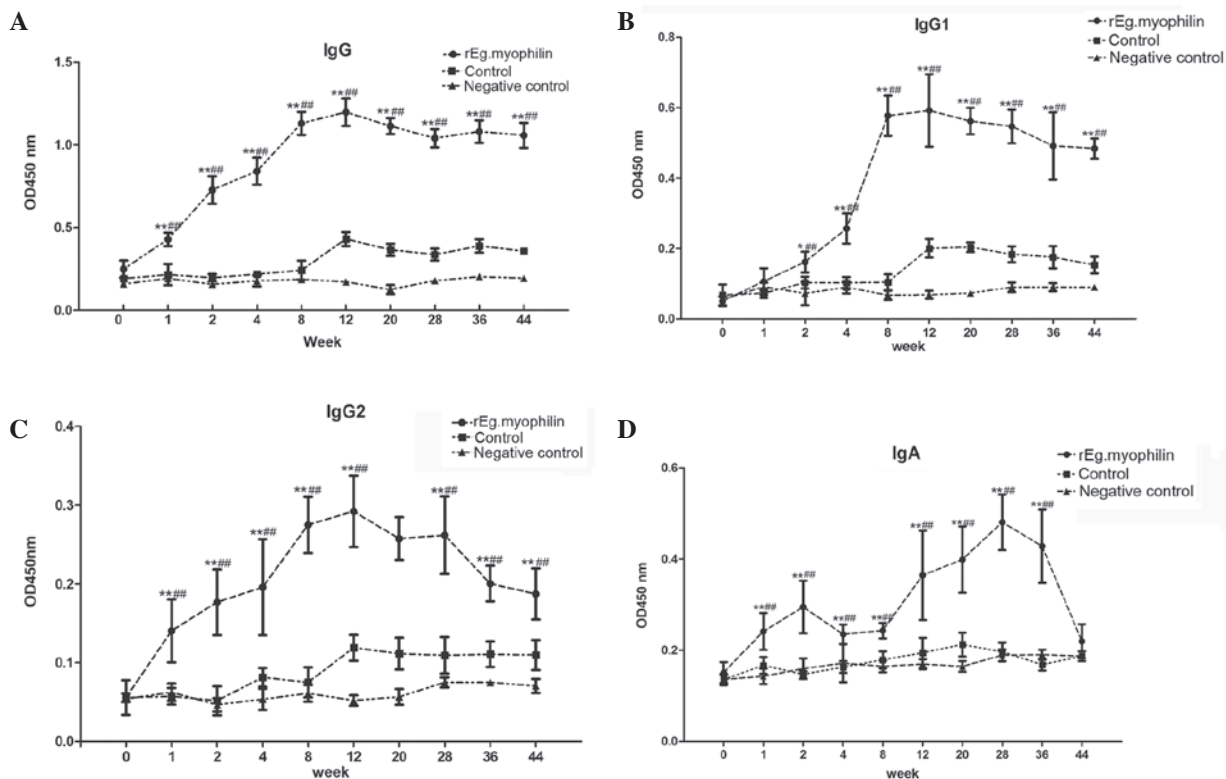 A
IgG
rEg.myophilin
Control
Negative control
1.5
1.0
0.5
0.0
OD450 nm
**## **## **## **## **## **## **## **## **##
0 1 2 4 8 12 20 28 36 44
Week
B
IgG1
rEg.myophilin
Control
Negative control
0.8
0.6
0.4
0.2
0.0
OD450 nm
*## **## **## **## **## **## **## **##
0 1 2 4 8 12 20 28 36 44
week
C
IgG2
rEg.myophilin
Control
Negative control
0.4
0.3
0.2
0.1
0.0
OD450nm
**## **## **## **## **## **## **## **##
0 1 2 4 8 12 20 28 36 44
week
D
IgA
rEg.myophilin
Control
Negative control
0.6
0.4
0.2
0.0
OD450 nm
**## **## **## **## **## **## **## **##
0 1 2 4 8 12 20 28 36 44
week